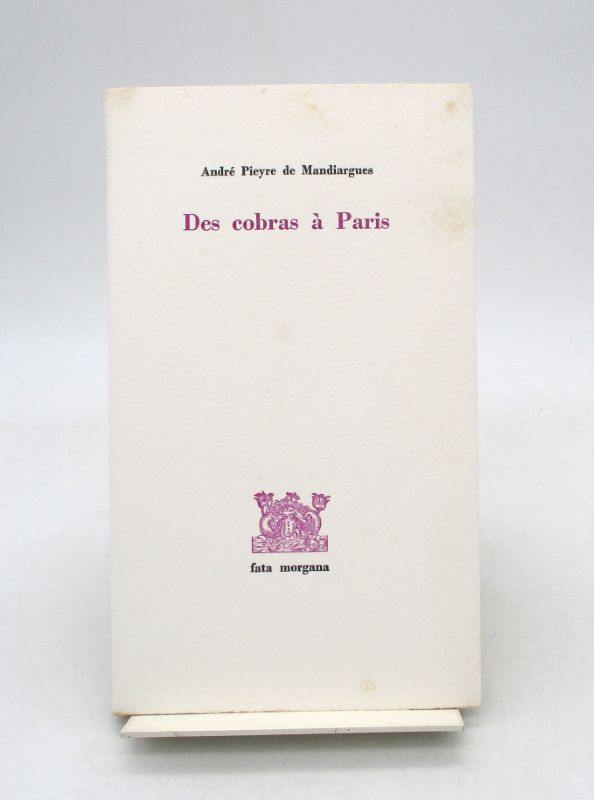 André Pieyre de Mandiargues
Des cobras à Paris
fata morgana